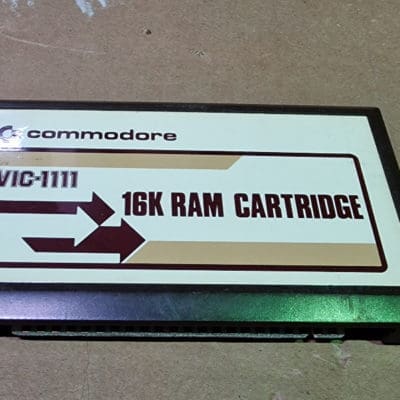 commodore
VIC-1111
16K RAM CARTRIDGE